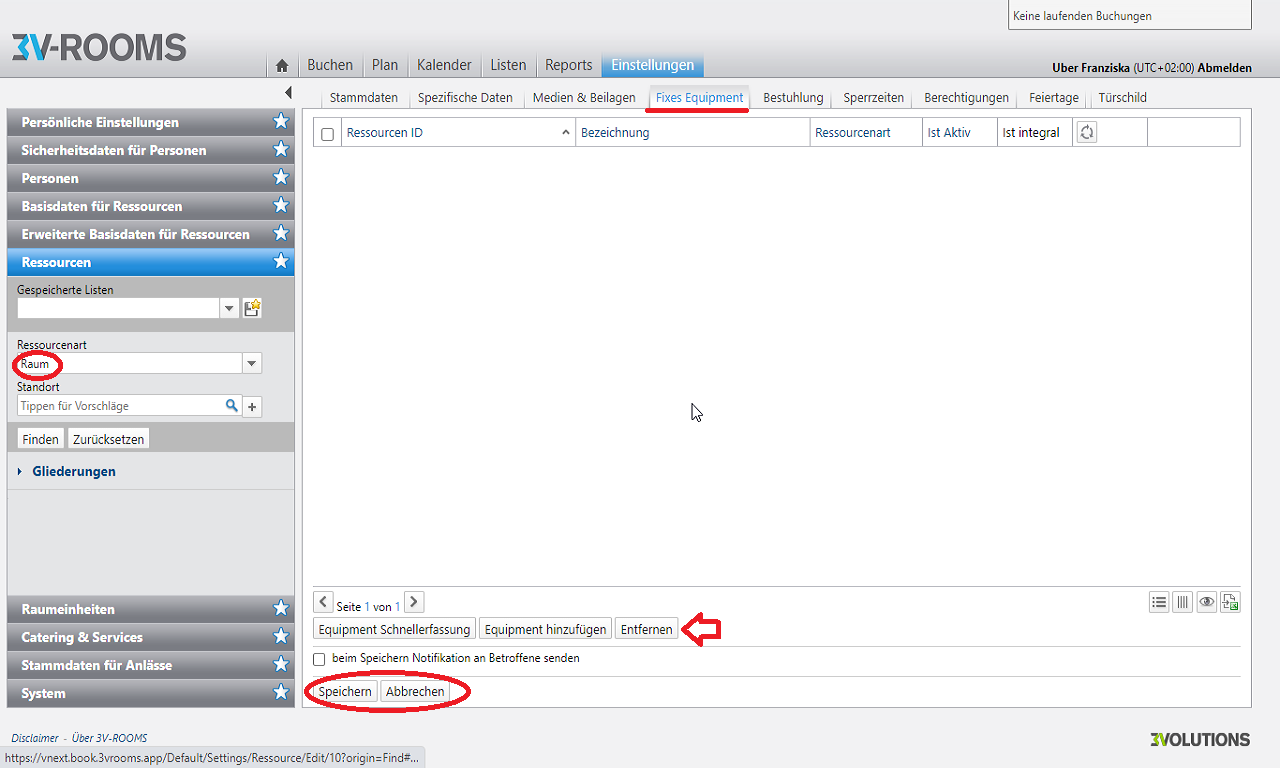 Keine laufenden Buchungen
3V-ROOMS
Buchen Plan Kalender Listen Reports Einstellungen
Uber Franziska (UTC+02:00) Abmelden
Stammdaten Spezifische Daten Medien & Beilagen Fixes Equipment Bestuhlung Sperrzeiten Berechtigungen Feiertage Türschild
Persönliche Einstellungen
Sicherheitsdaten für Personen
Personen
Basisdaten für Ressourcen
Erweiterte Basisdaten für Ressourcen
Ressourcen
Gespeicherte Listen
Ressourcenart
Raum
Standort
Tippen für Vorschläge
Finden Zurücksetzen
Gliederungen
Raumeinheiten
Catering & Services
Stammdaten für Anlässe
System
Ressourcen ID Bezeichnung Ressourcenart Ist Aktiv Ist integral
Seite 1 von 1
Equipment Schnellerfassung Equipment hinzufügen Entfernen
beim Speichern Notifikation an Betroffene senden
Speichern Abbrechen
Disclaimer - Über 3V-ROOMS
3VOLUTIONS
https://vnext.book.3vrooms.app/Default/Settings/Ressource/Edit/10?origin=Find#...